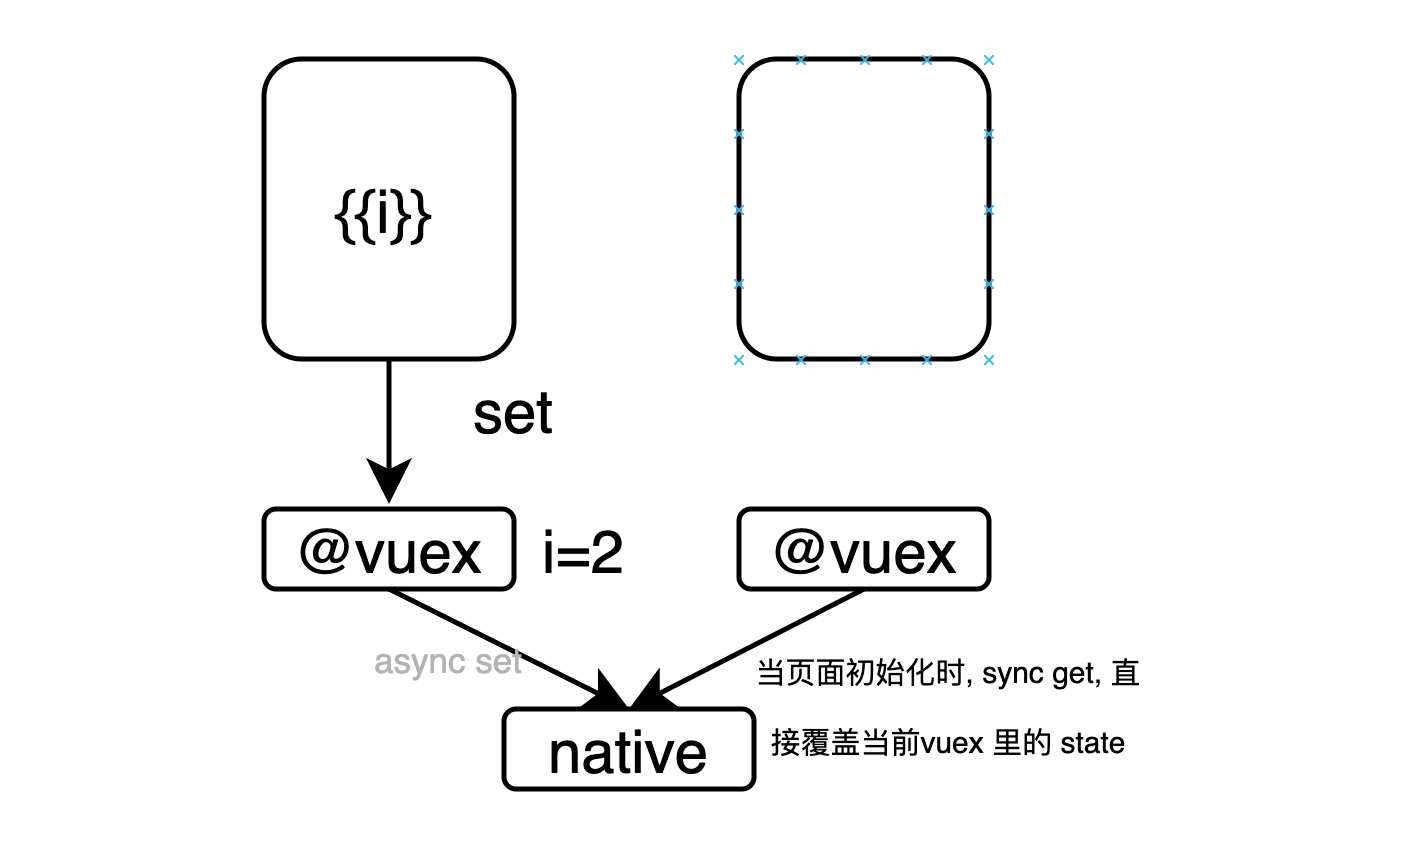 {{i}}
set
@vuex
i=2
@vuex
async set
当页面初始化时, sync get, 直
接覆盖当前vuex 里的 state
native